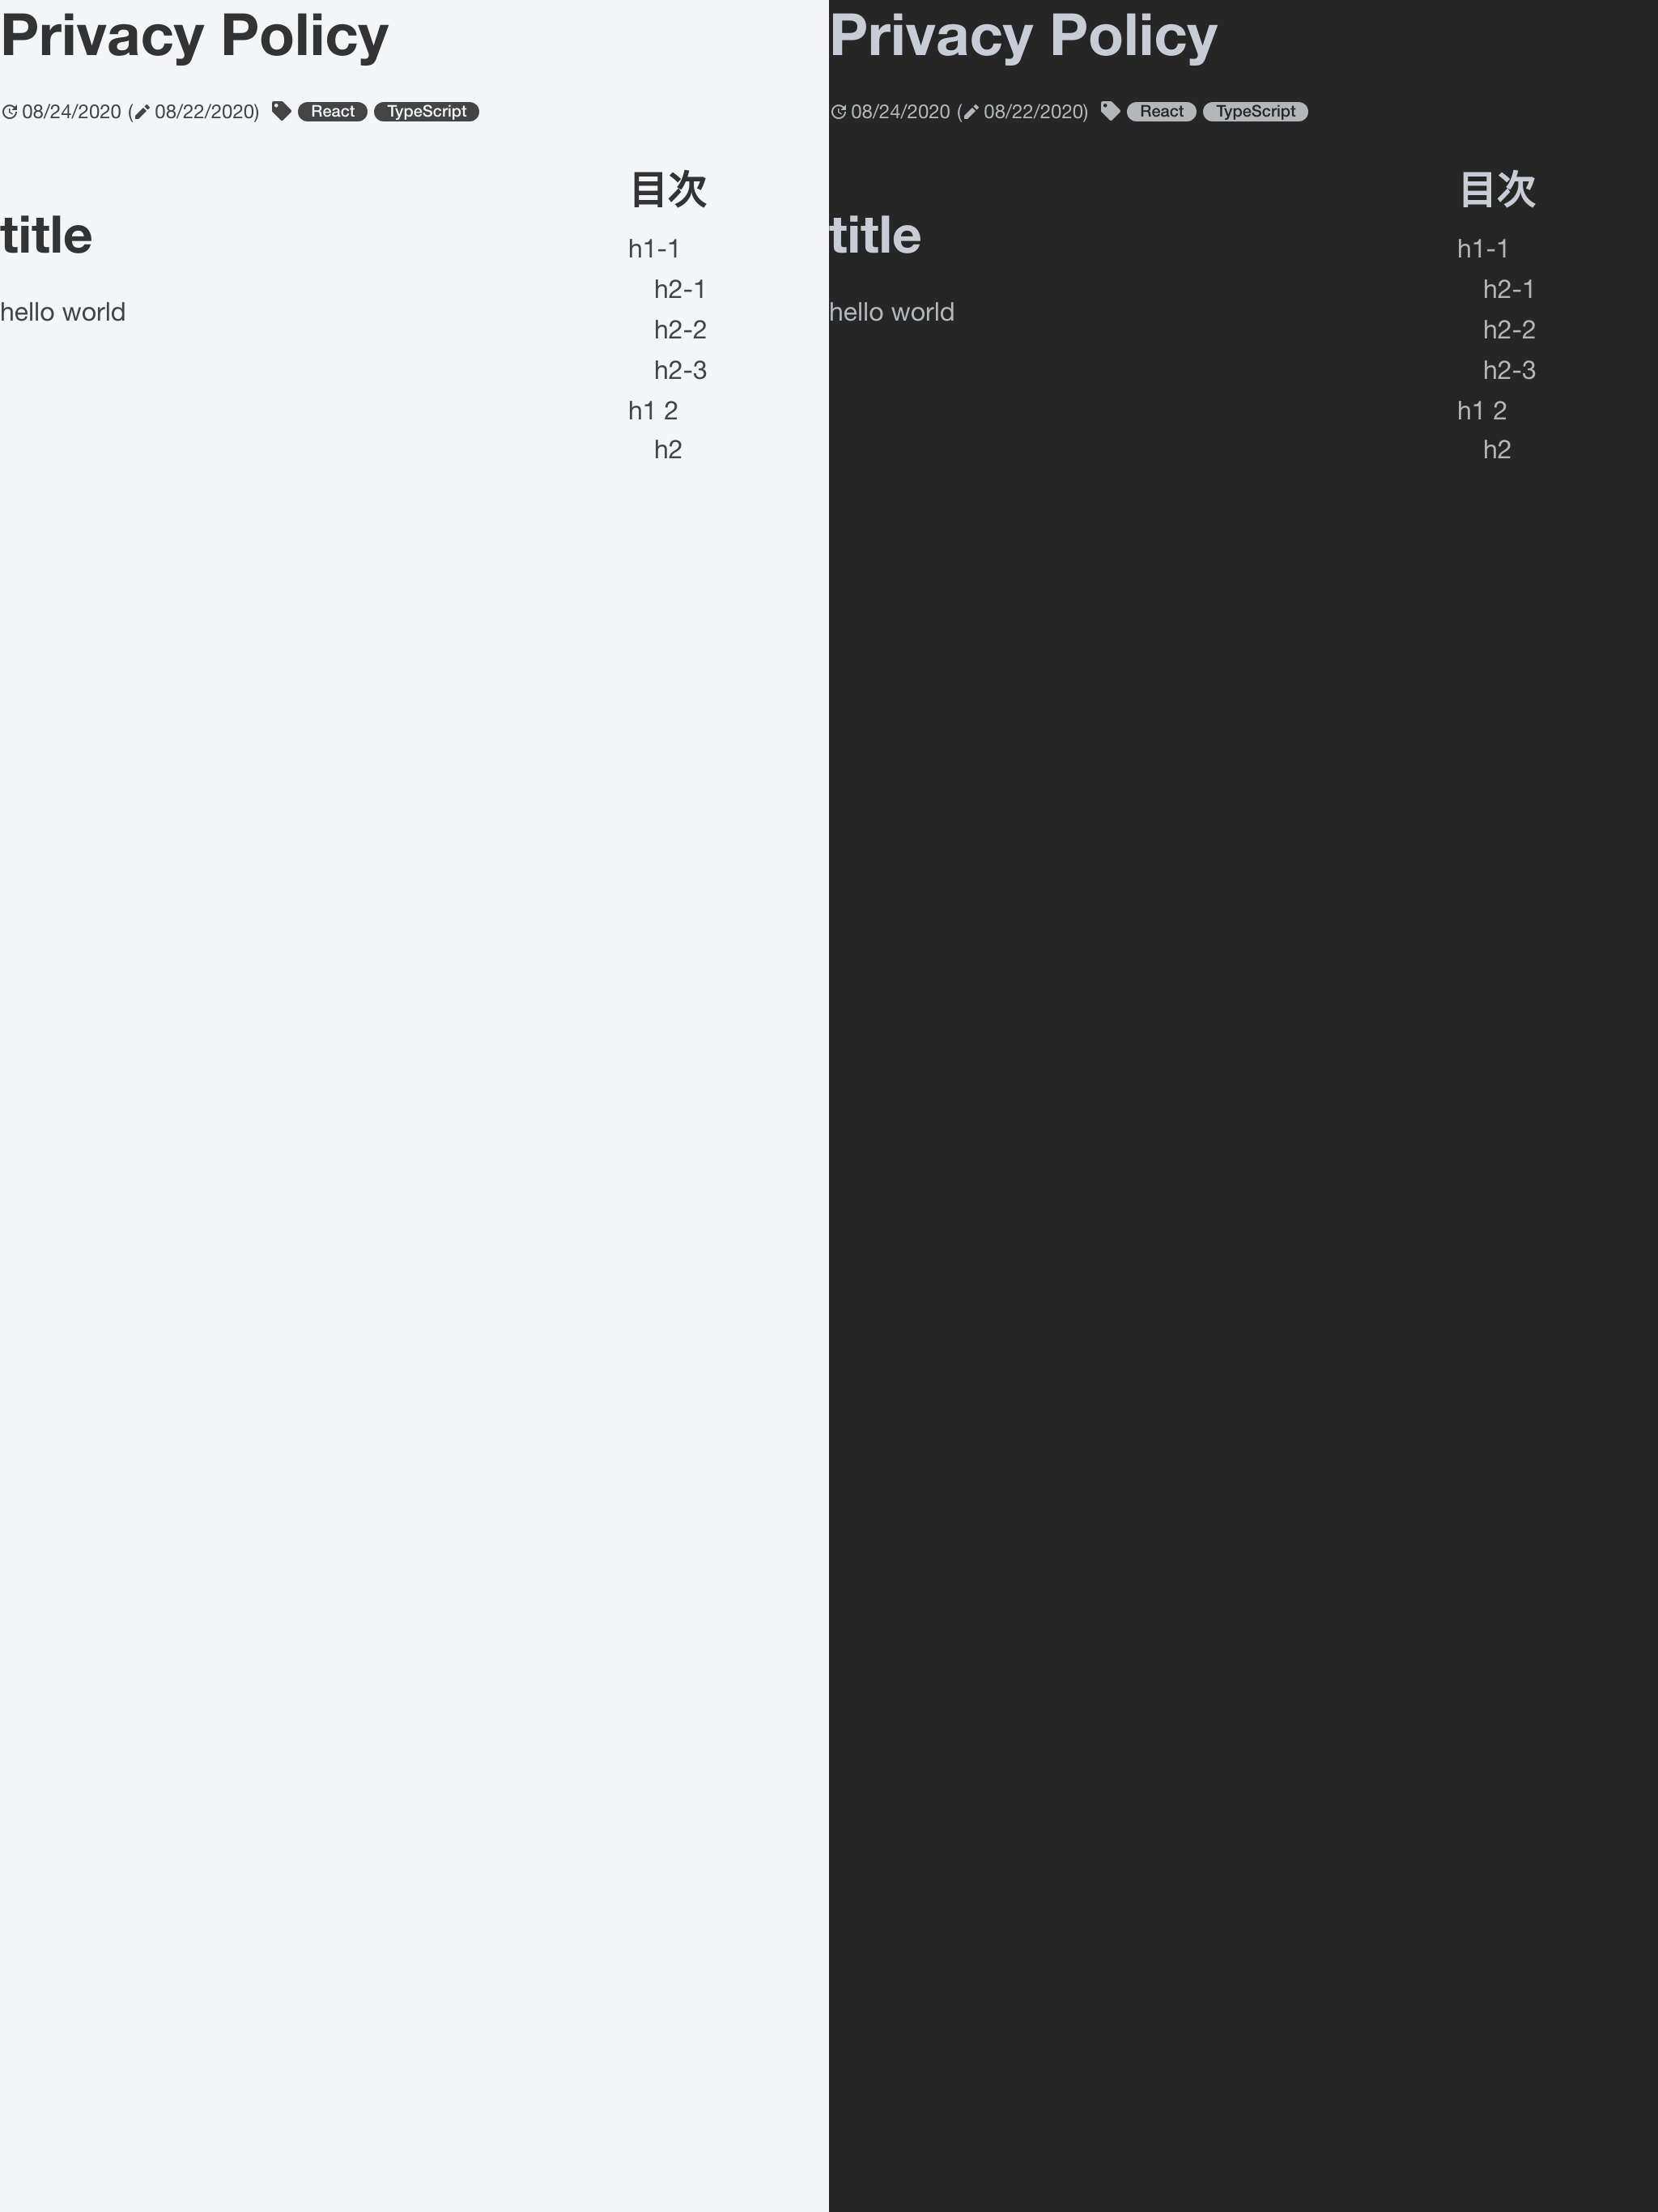 Privacy Policy
08/24/2020 (08/22/2020) React TypeScript
title
hello world
目次
h1-1
h2-1
h2-2
h2-3
h1 2
h2
Privacy Policy
08/24/2020 (08/22/2020) React TypeScript
title
hello world
目次
h1-1
h2-1
h2-2
h2-3
h1 2
h2